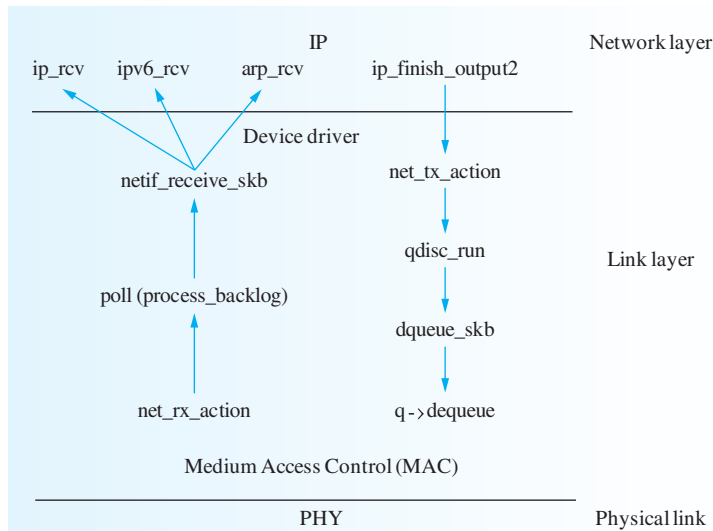 IP
Network layer
ip_rcv
ipv6_rcv
arp_rcv
ip_finish_output2
Device driver
netif_receive_skb
net_tx_action
qdisc_run
Link layer
poll (process_backlog)
dqueue_skb
net_rx_action
q->dequeue
Medium Access Control (MAC)
PHY
Physical link